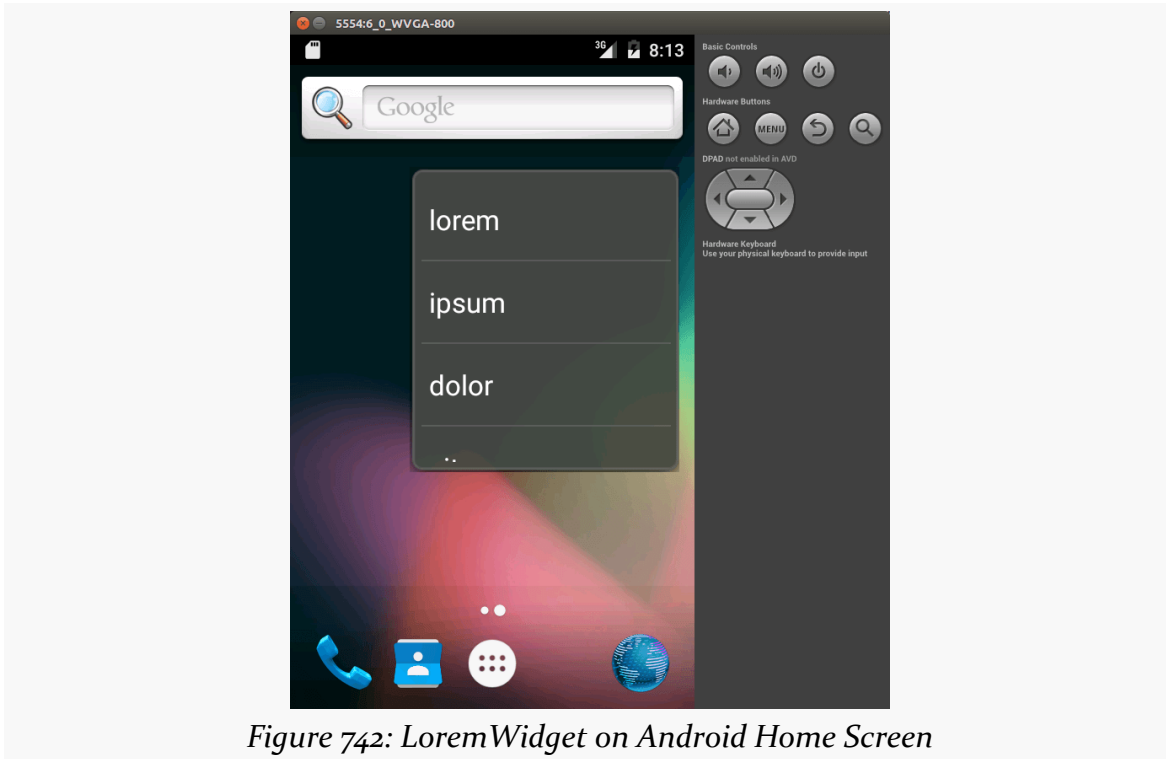 5554:6_0_WVGA-800
3G 8:13
Google
lorem
ipsum
dolor
Basic Controls
Hardware Buttons
MENU
DPAD not enabled in AVD
Hardware Keyboard
Use your physical keyboard to provide input
Figure 742: LoremWidget on Android Home Screen